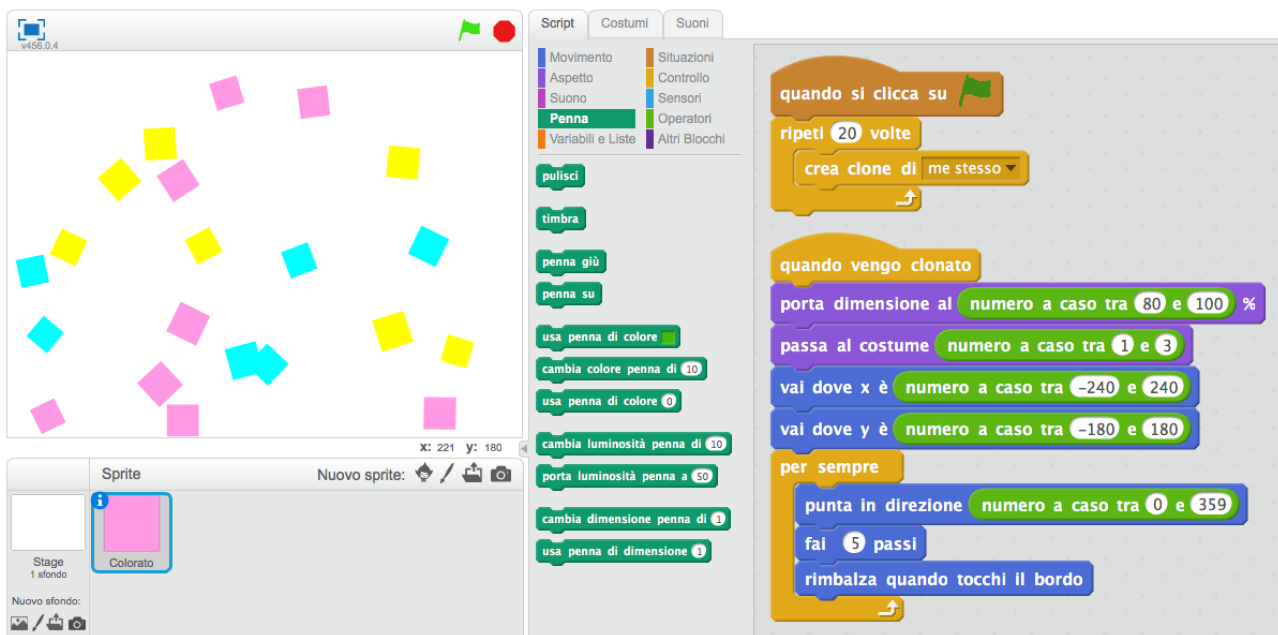 v456.0.4
x: 221 y: 180
Sprite
Nuovo sprite:
Stage
1 sfondo
Nuovo sfondo:
Colorato
Script
Costumi
Suoni
Movimento
Situazioni
Aspetto
Controllo
Suono
Sensori
Penna
Operatori
Variabili e Liste
Altri Blocchi
pulisci
timbra
penna giù
penna su
usa penna di colore
cambia colore penna di 10
usa penna di colore 0
cambia luminosità penna di 10
porta luminosità penna a 50
cambia dimensione penna di 1
usa penna di dimensione 1
quando si clicca su
ripeti 20 volte
crea clone di me stesso
quando vengo clonato
porta dimensione al numero a caso tra 80 e 100 %
passa al costume numero a caso tra 1 e 3
vai dove x è numero a caso tra -240 e 240
vai dove y è numero a caso tra -180 e 180
per sempre
punta in direzione numero a caso tra 0 e 359
fai 5 passi
rimbalza quando tocchi il bordo